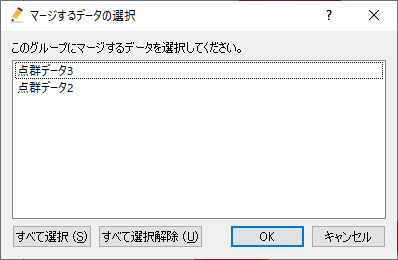 マージするデータの選択
?
このグループにマージするデータを選択してください。
点群データ3
点群データ2
すべて選択(S) すべて選択解除(U) OK キャンセル